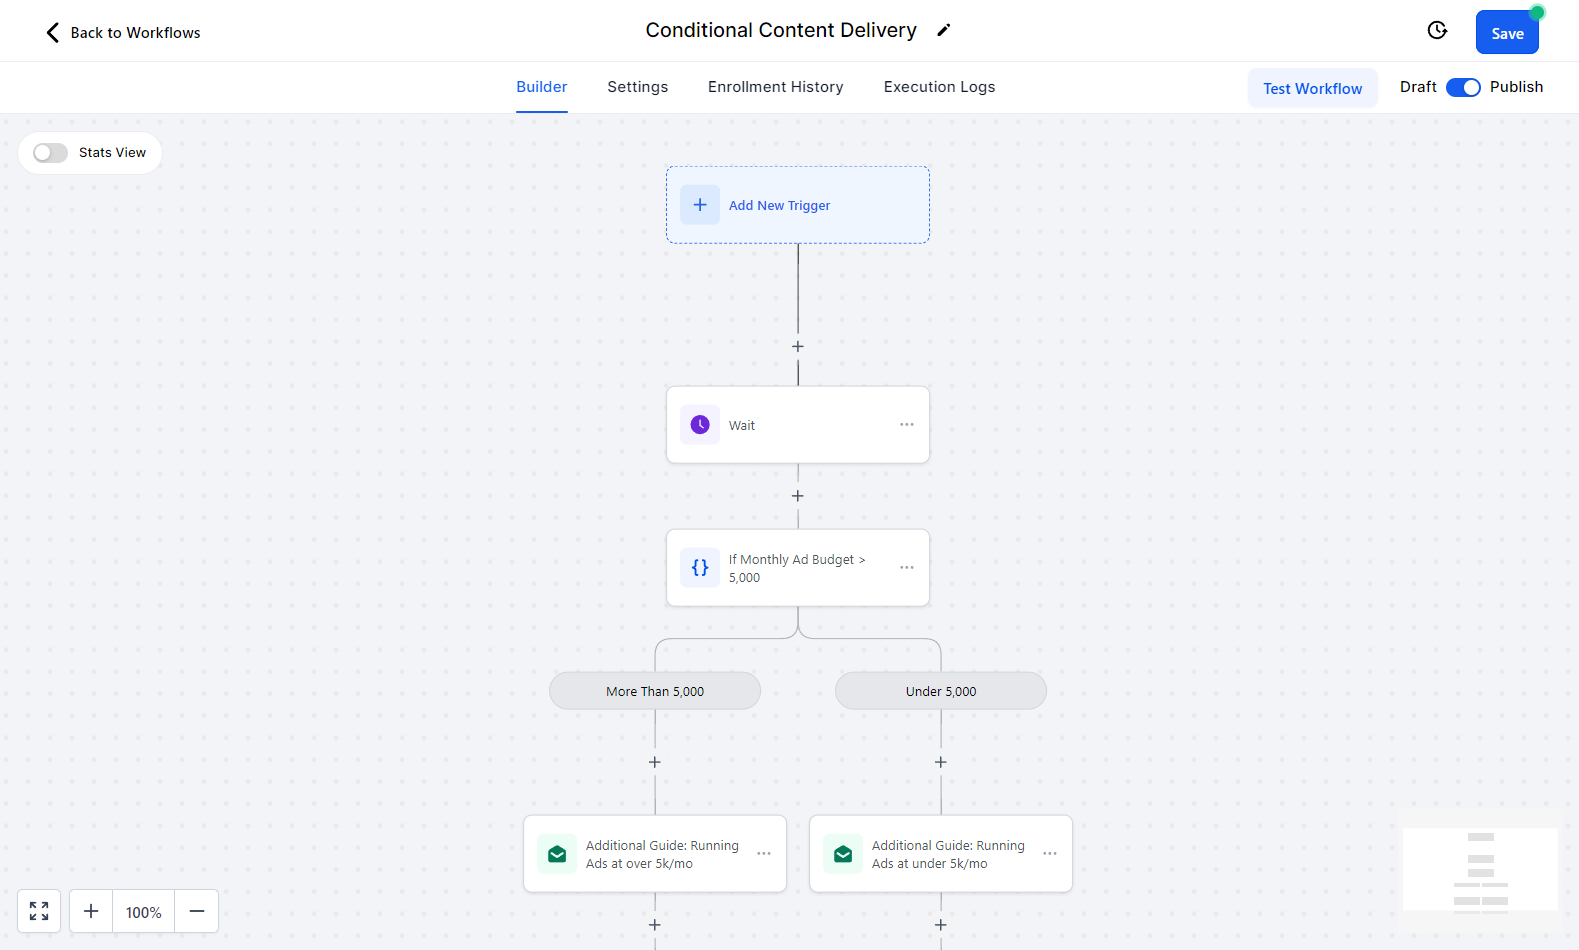 Back to Workflows
Conditional Content Delivery
Save
Builder
Settings
Enrollment History
Execution Logs
Test Workflow
Draft
Publish
Stats View
Add New Trigger
Wait
If Monthly Ad Budget >
5,000
More Than 5,000
Under 5,000
Additional Guide: Running
Ads at over 5k/mo
Additional Guide: Running
Ads at under 5k/mo
100%